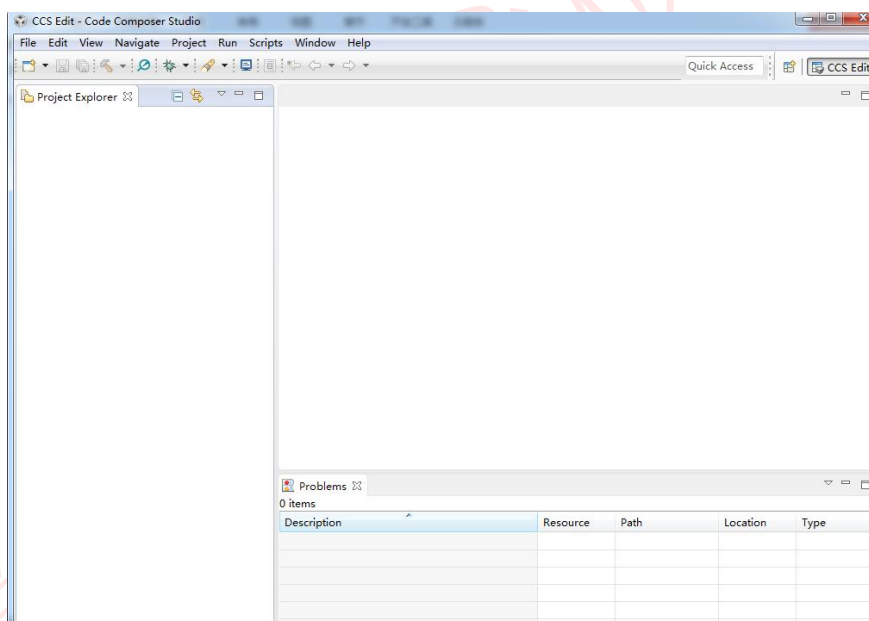 CCS Edit - Code Composer Studio
File Edit View Navigate Project Run Scripts Window Help
Quick Access
CCS Edit
Project Explorer
Problems
0 items
Description Resource Path Location Type